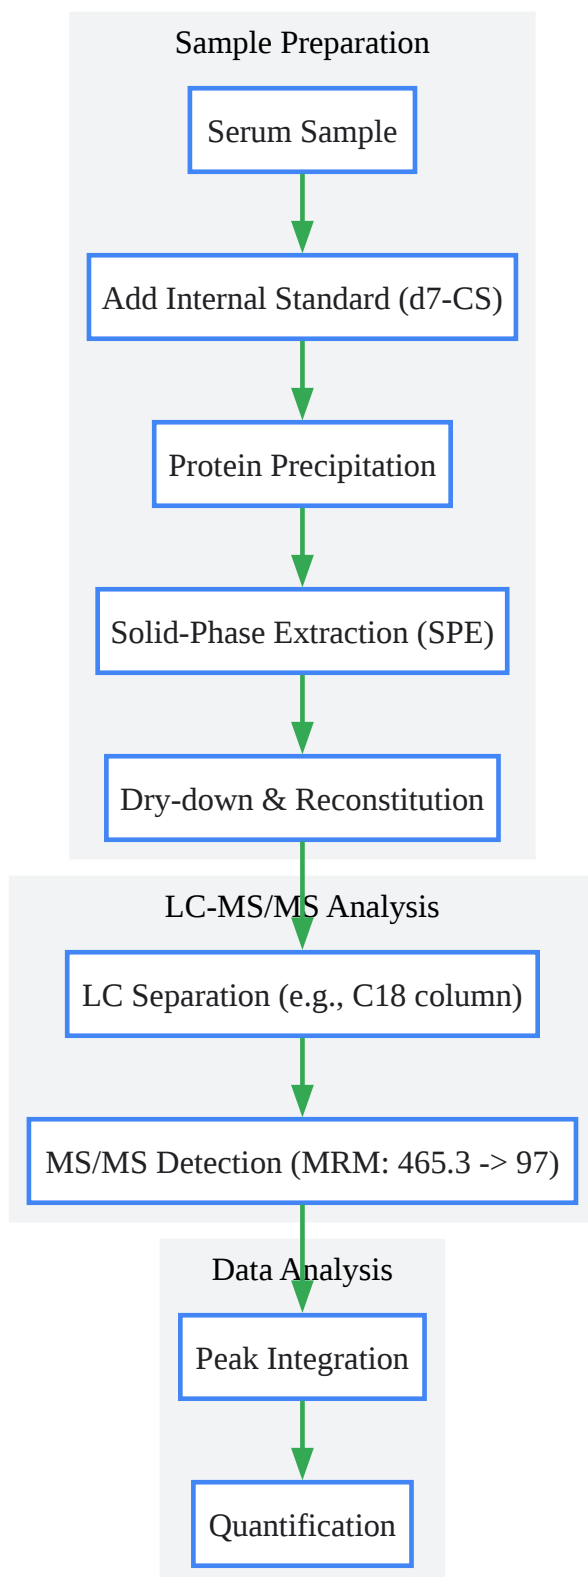 Sample Preparation
Serum Sample
Add Internal Standard (d7-CS)
Protein Precipitation
Solid-Phase Extraction (SPE)
Dry-down & Reconstitution
LC-MS/MS Analysis
LC Separation (e.g., C18 column)
MS/MS Detection (MRM: 465.3 -> 97)
Data Analysis
Peak Integration
Quantification